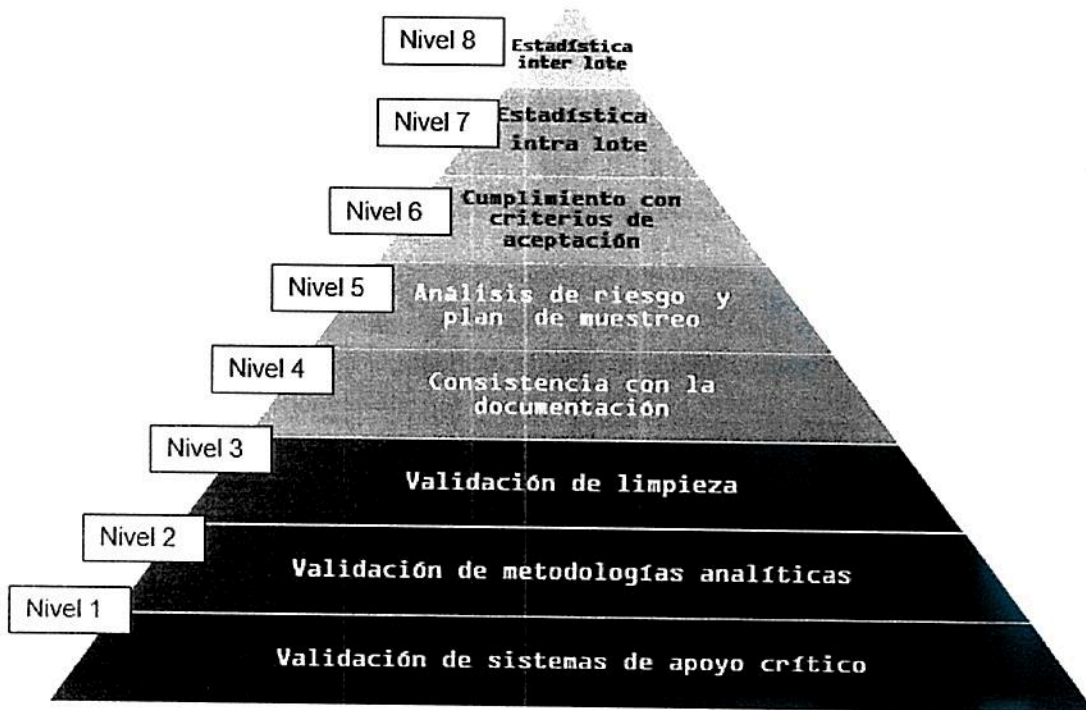 Nivel 8
Estadística
inter lote
Nivel 7
Estadística
intra lote
Nivel 6
Cumplimiento con
criterios de
aceptación
Nivel 5
Análisis de riesgo y
plan de muestreo
Nivel 4
Consistencia con la
documentación
Nivel 3
Validación de limpieza
Nivel 2
Validación de metodologías analíticas
Nivel 1
Validación de sistemas de apoyo crítico